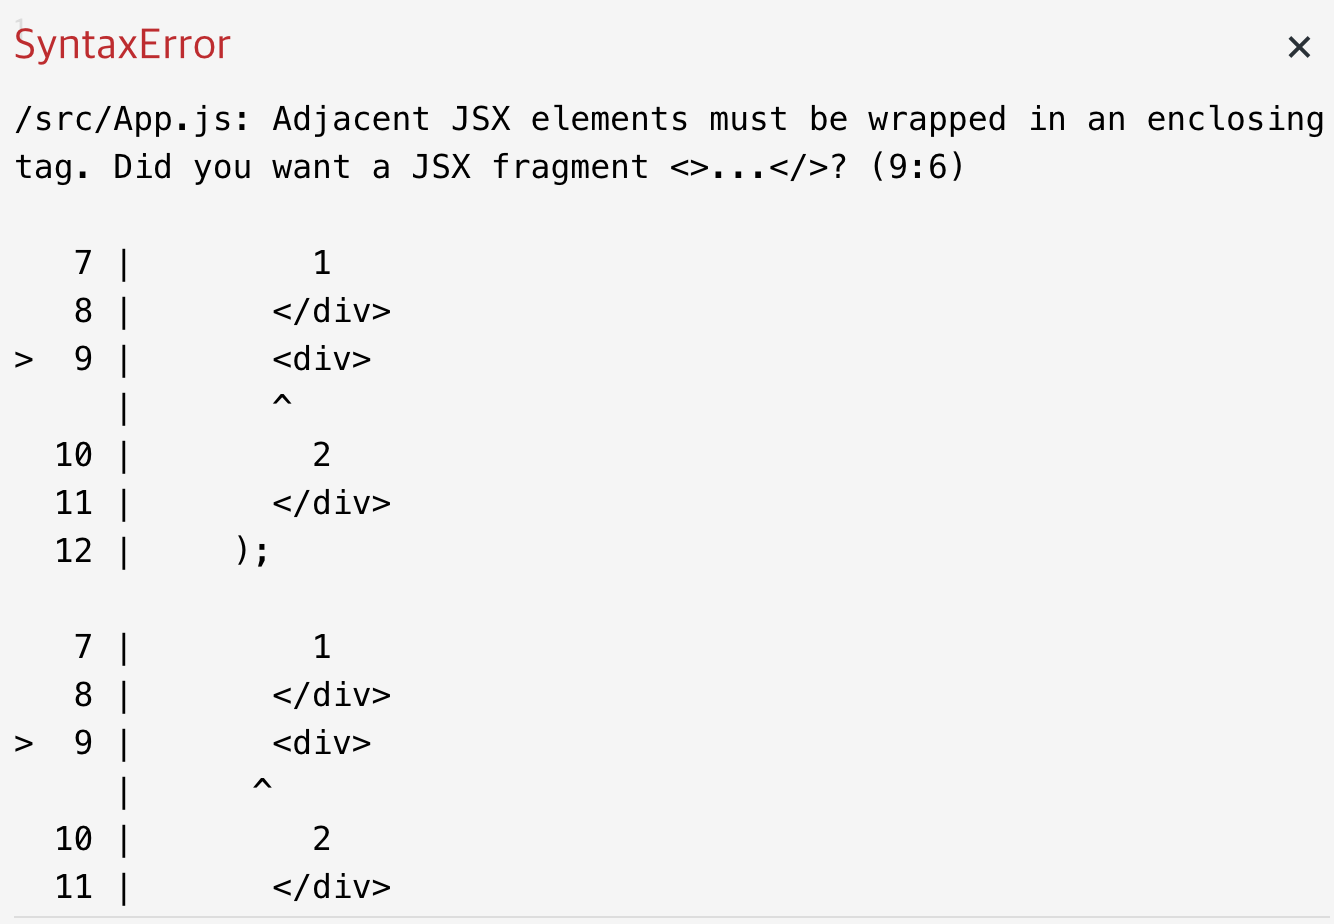 1
SyntaxError
×
/src/App.js: Adjacent JSX elements must be wrapped in an enclosing
tag. Did you want a JSX fragment <>...</>? (9:6)
   7 |         1
   8 |       </div>
>  9 |       <div>
     |       ^
  10 |         2
  11 |       </div>
  12 |     );
   7 |         1
   8 |       </div>
>  9 |       <div>
     |      ^
  10 |         2
  11 |       </div>